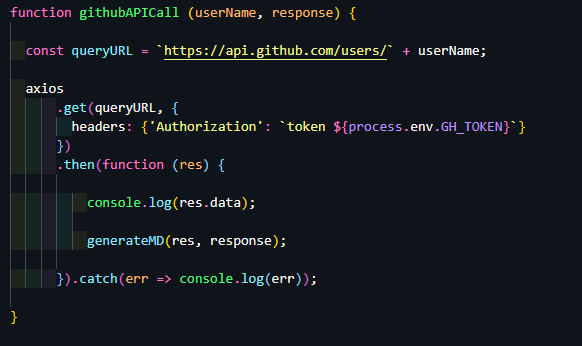 function githubAPICall (userName, response) {
const queryURL = `https://api.github.com/users/` + userName;
axios
.get(queryURL, {
headers: {'Authorization': `token ${process.env.GH_TOKEN}`}
})
.then(function (res) {
console.log(res.data);
generateMD(res, response);
}).catch(err => console.log(err));
}